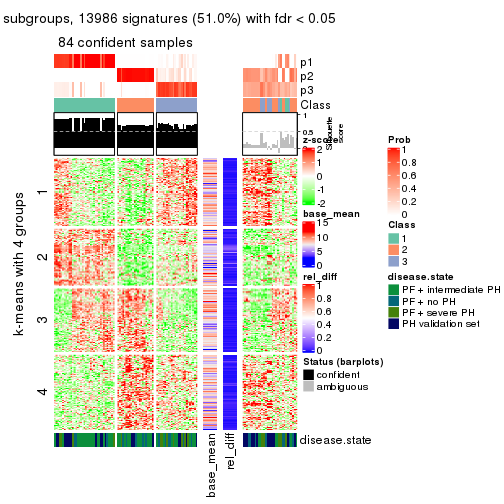 subgroups, 13986 signatures (51.0%) with fdr < 0.05
84 confident samples
p1
p2
p3
Class
1
0.5
0
Silhouette score
k-means with 4 groups
1
2
3
4
z-score
2
1
0
-1
-2
base_mean
15
10
5
0
rel_diff
1
0.8
0.6
0.4
0.2
0
Status (barplots)
confident
ambiguous
Prob
1
0.8
0.6
0.4
0.2
0
Class
1
2
3
disease.state
PF + intermediate PH
PF + no PH
PF + severe PH
PH validation set
disease.state
base_mean
rel_diff